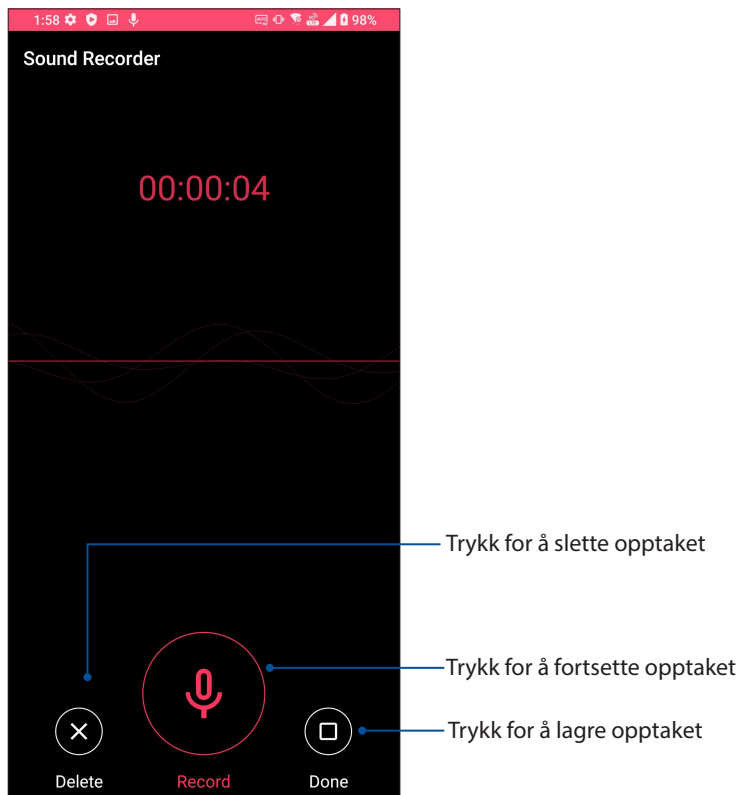 1:58 98%
Sound Recorder
00:00:04
Trykk for å slette opptaket
Trykk for å fortsette opptaket
Trykk for å lagre opptaket
Delete Record Done